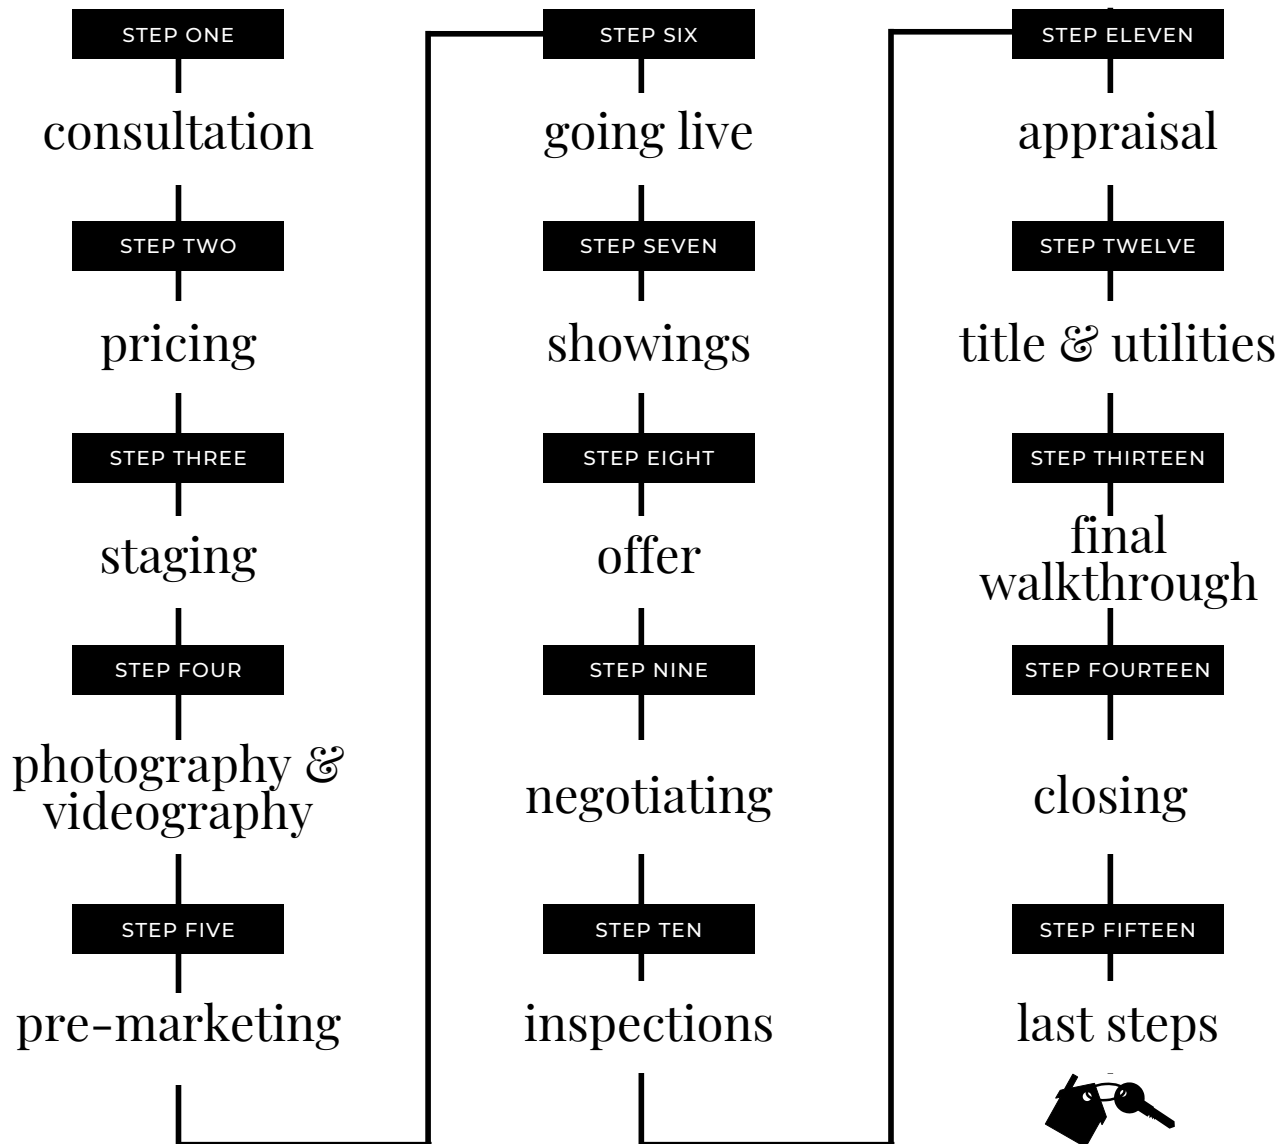 STEP ONE
consultation
STEP TWO
pricing
STEP THREE
staging
STEP FOUR
photography &
videography
STEP FIVE
pre-marketing
STEP SIX
going live
STEP SEVEN
showings
STEP EIGHT
offer
STEP NINE
negotiating
STEP TEN
inspections
STEP ELEVEN
appraisal
STEP TWELVE
title & utilities
STEP THIRTEEN
final
walkthrough
STEP FOURTEEN
closing
STEP FIFTEEN
last steps